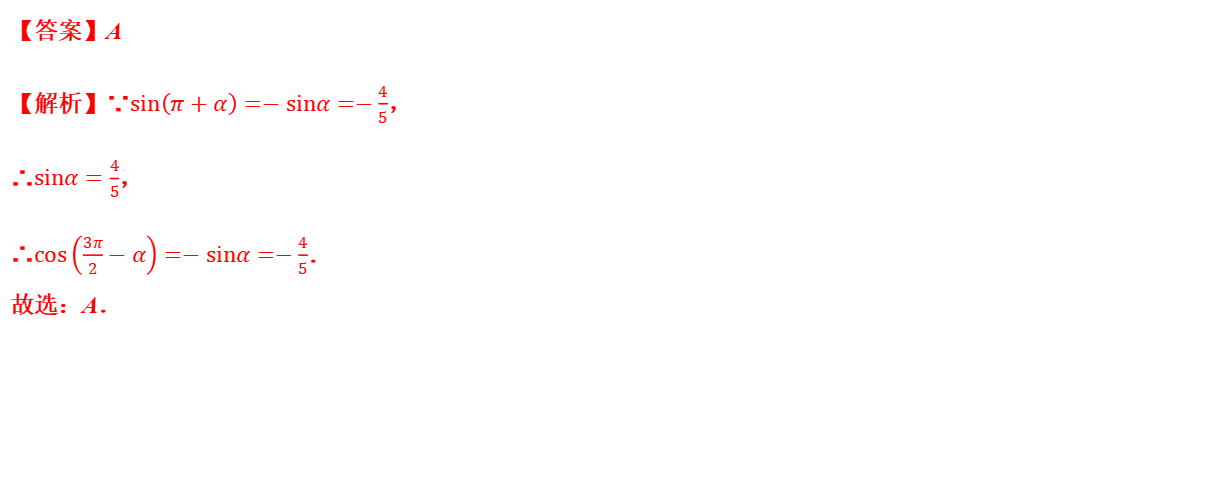 【答案】A
【解析】∵sin(π + α) =− sinα =− 4/5,
∴sinα = 4/5,
∴cos(3π/2 − α) =− sinα =− 4/5.
故选：A．